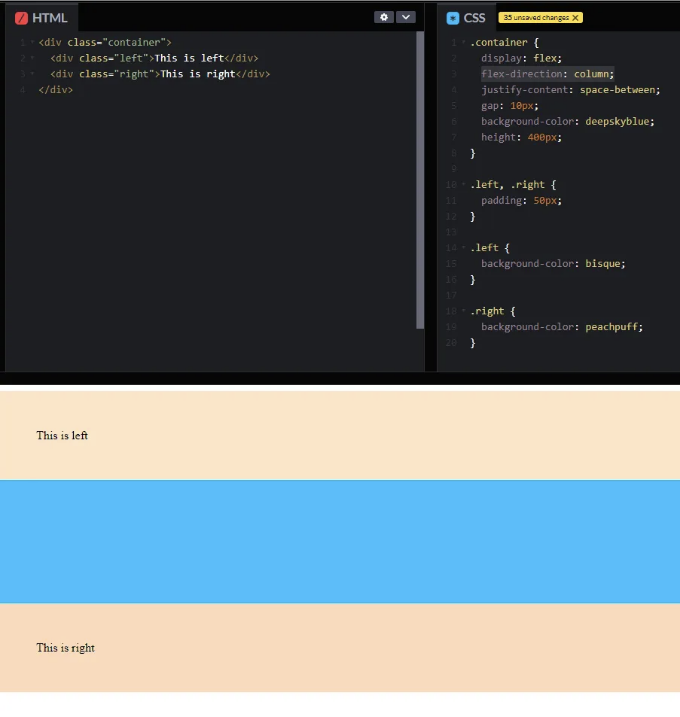 HTML
1 <div class="container">
2 <div class="left">This is left</div>
3 <div class="right">This is right</div>
4 </div>
CSS
35 unsaved changes X
1 .container {
2 display: flex;
3 flex-direction: column;
4 justify-content: space-between;
5 gap: 10px;
6 background-color: deepskyblue;
7 height: 400px;
8 }
9
10 .left, .right {
11 padding: 50px;
12 }
13
14 .left {
15 background-color: bisque;
16 }
17
18 .right {
19 background-color: peachpuff;
20 }
This is left
This is right